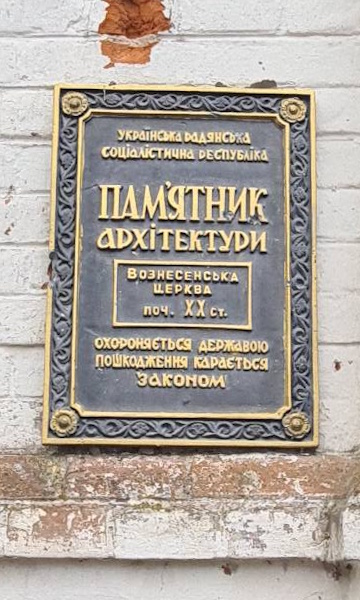 Українська радянська
соціалістична республіка
ПАМ'ЯТНИК
архітектури
Вознесенська
церква
поч. XX ст.
охороняється державою
пошкодження карається
законом